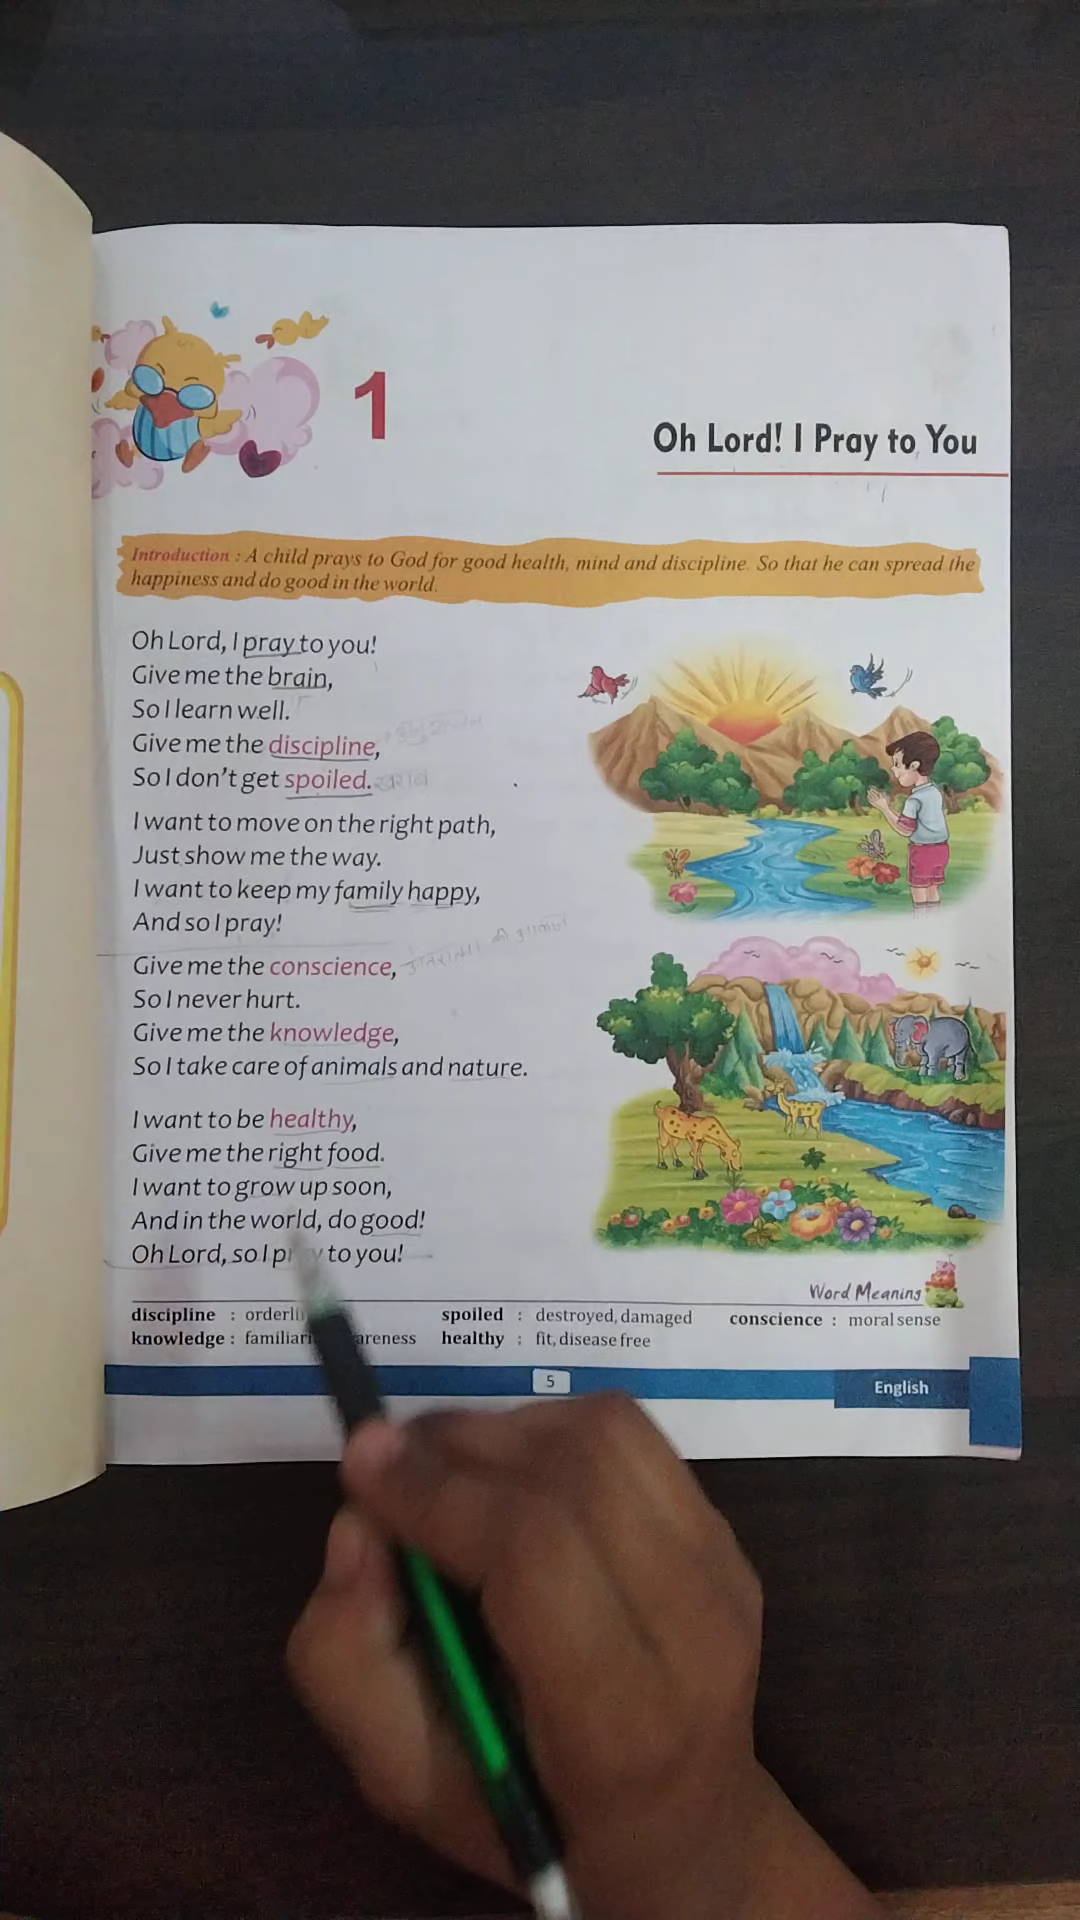 1
Oh Lord! I Pray to You
Introduction : A child prays to God for good health, mind and discipline. So that he can spread the
happiness and do good in the world.
Oh Lord, I pray to you!
Give me the brain,
So I learn well.
Give me the discipline,
So I don't get spoiled. खराब
I want to move on the right path,
Just show me the way.
I want to keep my family happy,
And so I pray!
Give me the conscience,
So I never hurt.
Give me the knowledge,
So I take care of animals and nature.
I want to be healthy,
Give me the right food.
I want to grow up soon,
And in the world, do good!
Oh Lord, so I pray to you!
Word Meaning
discipline : spoiled : destroyed, damaged conscience : moral sense
knowledge : healthy : fit, disease free
5
English